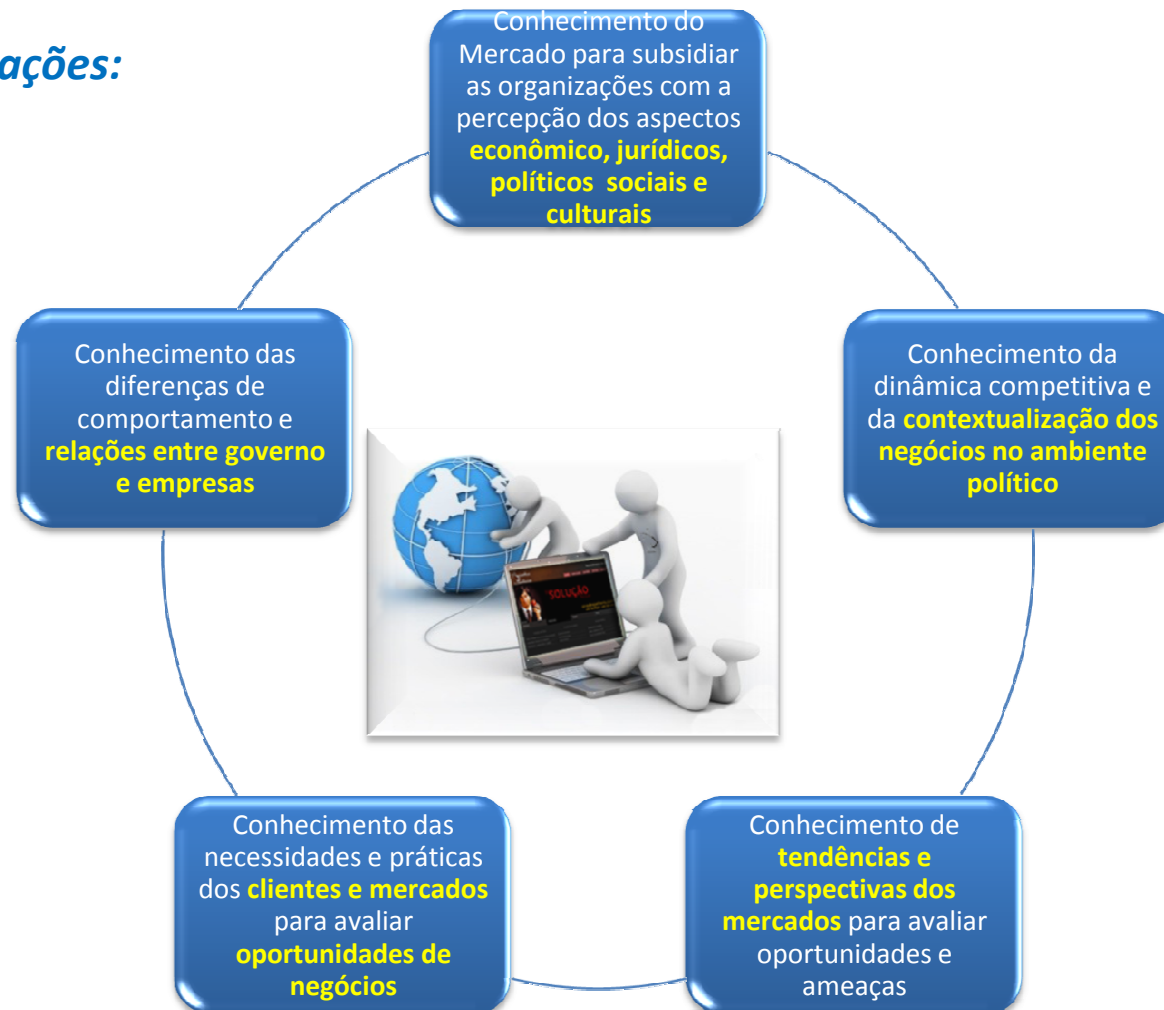 ações:
Conhecimento do
Mercado para subsidiar
as organizações com a
percepção dos aspectos
econômico, jurídicos,
políticos sociais e
culturais
Conhecimento da
dinâmica competitiva e
da contextualização dos
negócios no ambiente
político
Conhecimento de
tendências e
perspectivas dos
mercados para avaliar
oportunidades e
ameaças
Conhecimento das
necessidades e práticas
dos clientes e mercados
para avaliar
oportunidades de
negócios
Conhecimento das
diferenças de
comportamento e
relações entre governo
e empresas
SOLUÇÃO